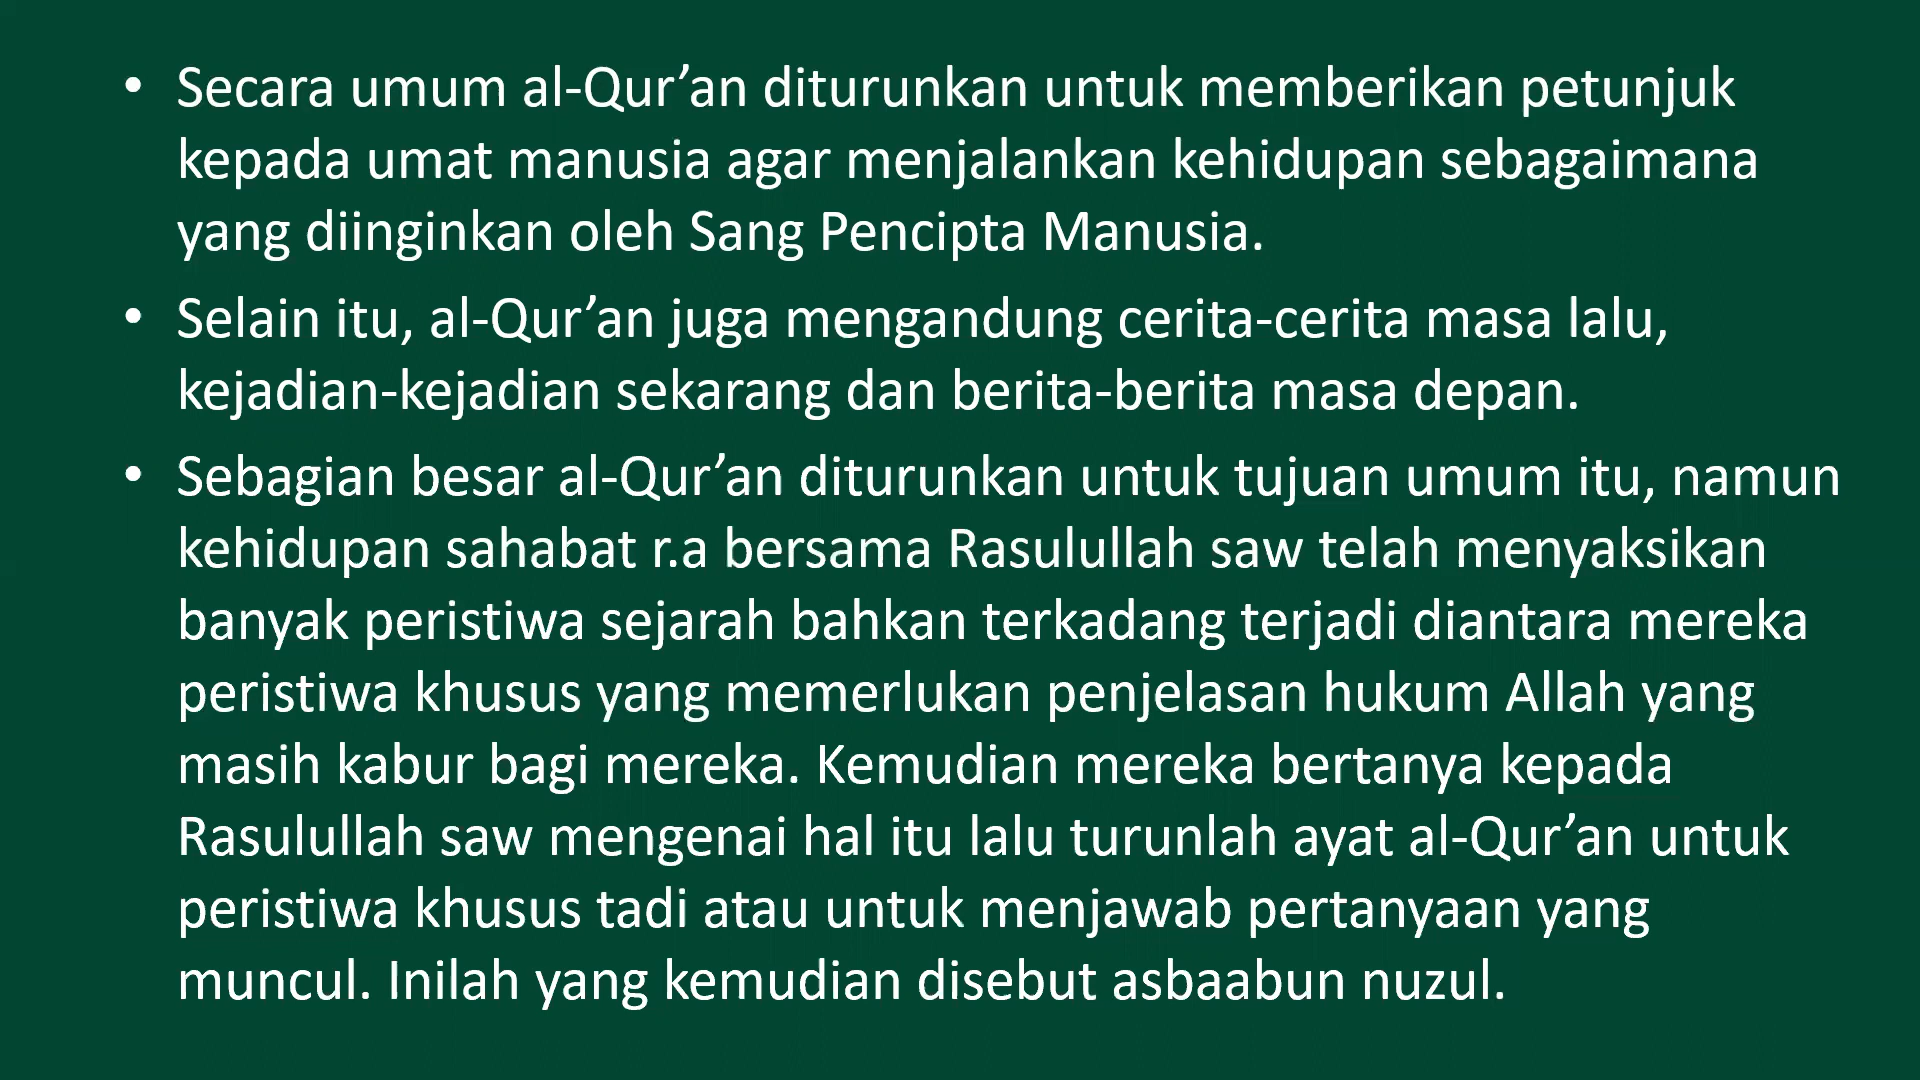 • Secara umum al-Qur’an diturunkan untuk memberikan petunjuk
kepada umat manusia agar menjalankan kehidupan sebagaimana
yang diinginkan oleh Sang Pencipta Manusia.
• Selain itu, al-Qur’an juga mengandung cerita-cerita masa lalu,
kejadian-kejadian sekarang dan berita-berita masa depan.
• Sebagian besar al-Qur’an diturunkan untuk tujuan umum itu, namun
kehidupan sahabat r.a bersama Rasulullah saw telah menyaksikan
banyak peristiwa sejarah bahkan terkadang terjadi diantara mereka
peristiwa khusus yang memerlukan penjelasan hukum Allah yang
masih kabur bagi mereka. Kemudian mereka bertanya kepada
Rasulullah saw mengenai hal itu lalu turunlah ayat al-Qur’an untuk
peristiwa khusus tadi atau untuk menjawab pertanyaan yang
muncul. Inilah yang kemudian disebut asbaabun nuzul.